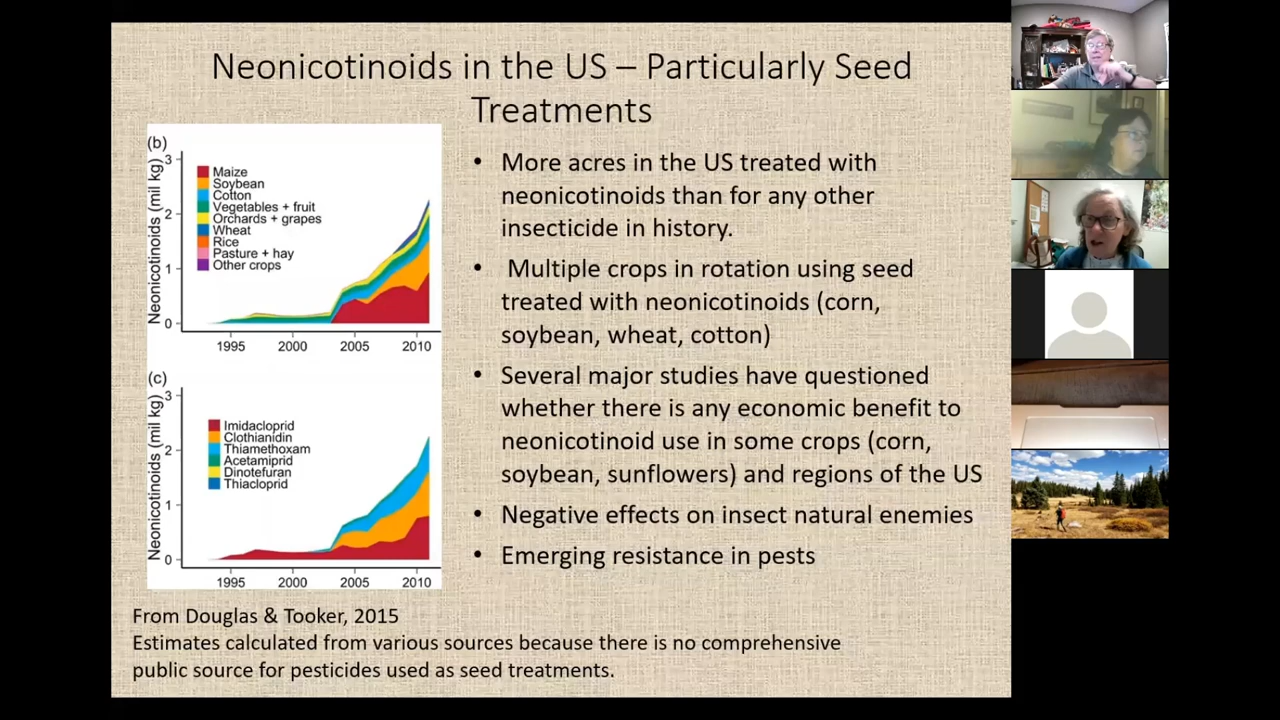 Neonicotinoids in the US – Particularly Seed
Treatments
(b)
Neonicotinoids (mil kg)
3
2
1
0
Maize
Soybean
Cotton
Vegetables + fruit
Orchards + grapes
Wheat
Rice
Pasture + hay
Other crops
1995 2000 2005 2010
(c)
Neonicotinoids (mil kg)
3
2
1
0
Imidacloprid
Clothianidin
Thiamethoxam
Acetamiprid
Dinotefuran
Thiacloprid
1995 2000 2005 2010
• More acres in the US treated with
neonicotinoids than for any other
insecticide in history.
• Multiple crops in rotation using seed
treated with neonicotinoids (corn,
soybean, wheat, cotton)
• Several major studies have questioned
whether there is any economic benefit to
neonicotinoid use in some crops (corn,
soybean, sunflowers) and regions of the US
• Negative effects on insect natural enemies
• Emerging resistance in pests
From Douglas & Tooker, 2015
Estimates calculated from various sources because there is no comprehensive
public source for pesticides used as seed treatments.